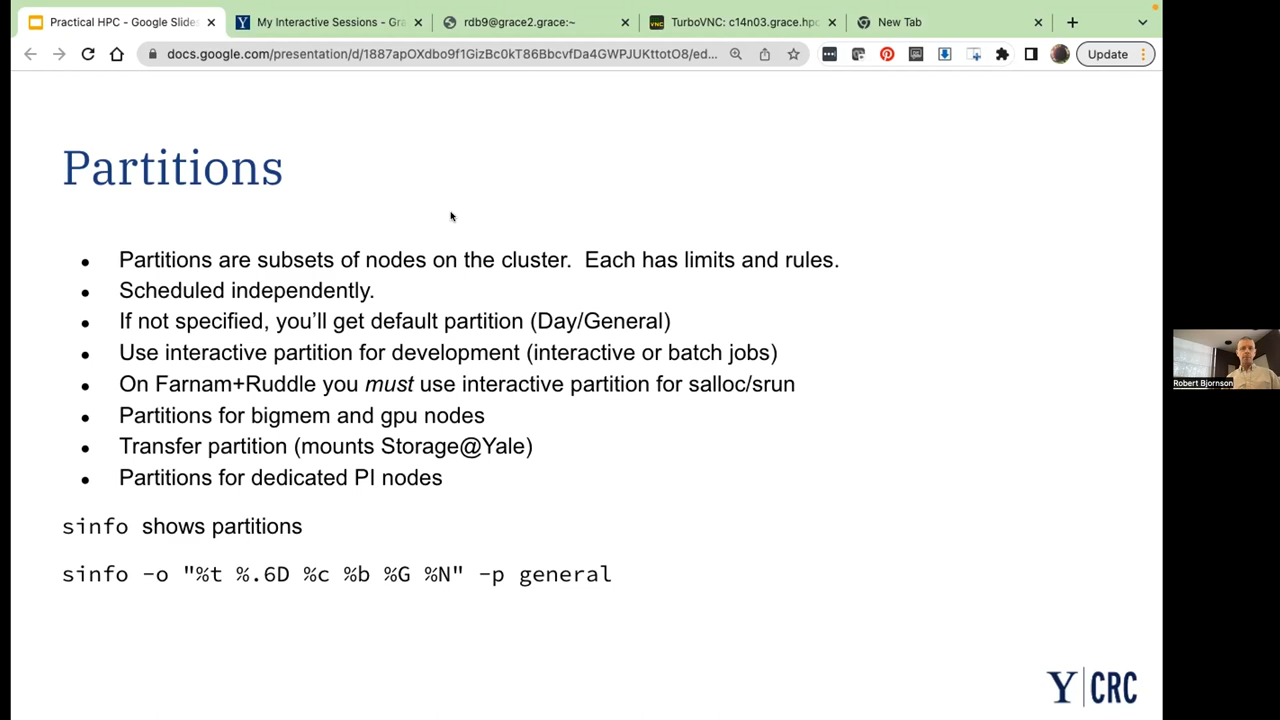 Practical HPC - Google Slides
My Interactive Sessions - Gra
rdb9@grace2.grace:~
TurboVNC: c14n03.grace.hpc
New Tab
docs.google.com/presentation/d/1887apOXdbo9f1GizBc0kT86BbcvfDa4GWPJUKttotO8/ed...
Update
Partitions
• Partitions are subsets of nodes on the cluster. Each has limits and rules.
• Scheduled independently.
• If not specified, you’ll get default partition (Day/General)
• Use interactive partition for development (interactive or batch jobs)
• On Farnam+Ruddle you must use interactive partition for salloc/srun
• Partitions for bigmem and gpu nodes
• Transfer partition (mounts Storage@Yale)
• Partitions for dedicated PI nodes
sinfo shows partitions
sinfo -o "%t %.6D %c %b %G %N" -p general
Robert Bjornson
Y CRC